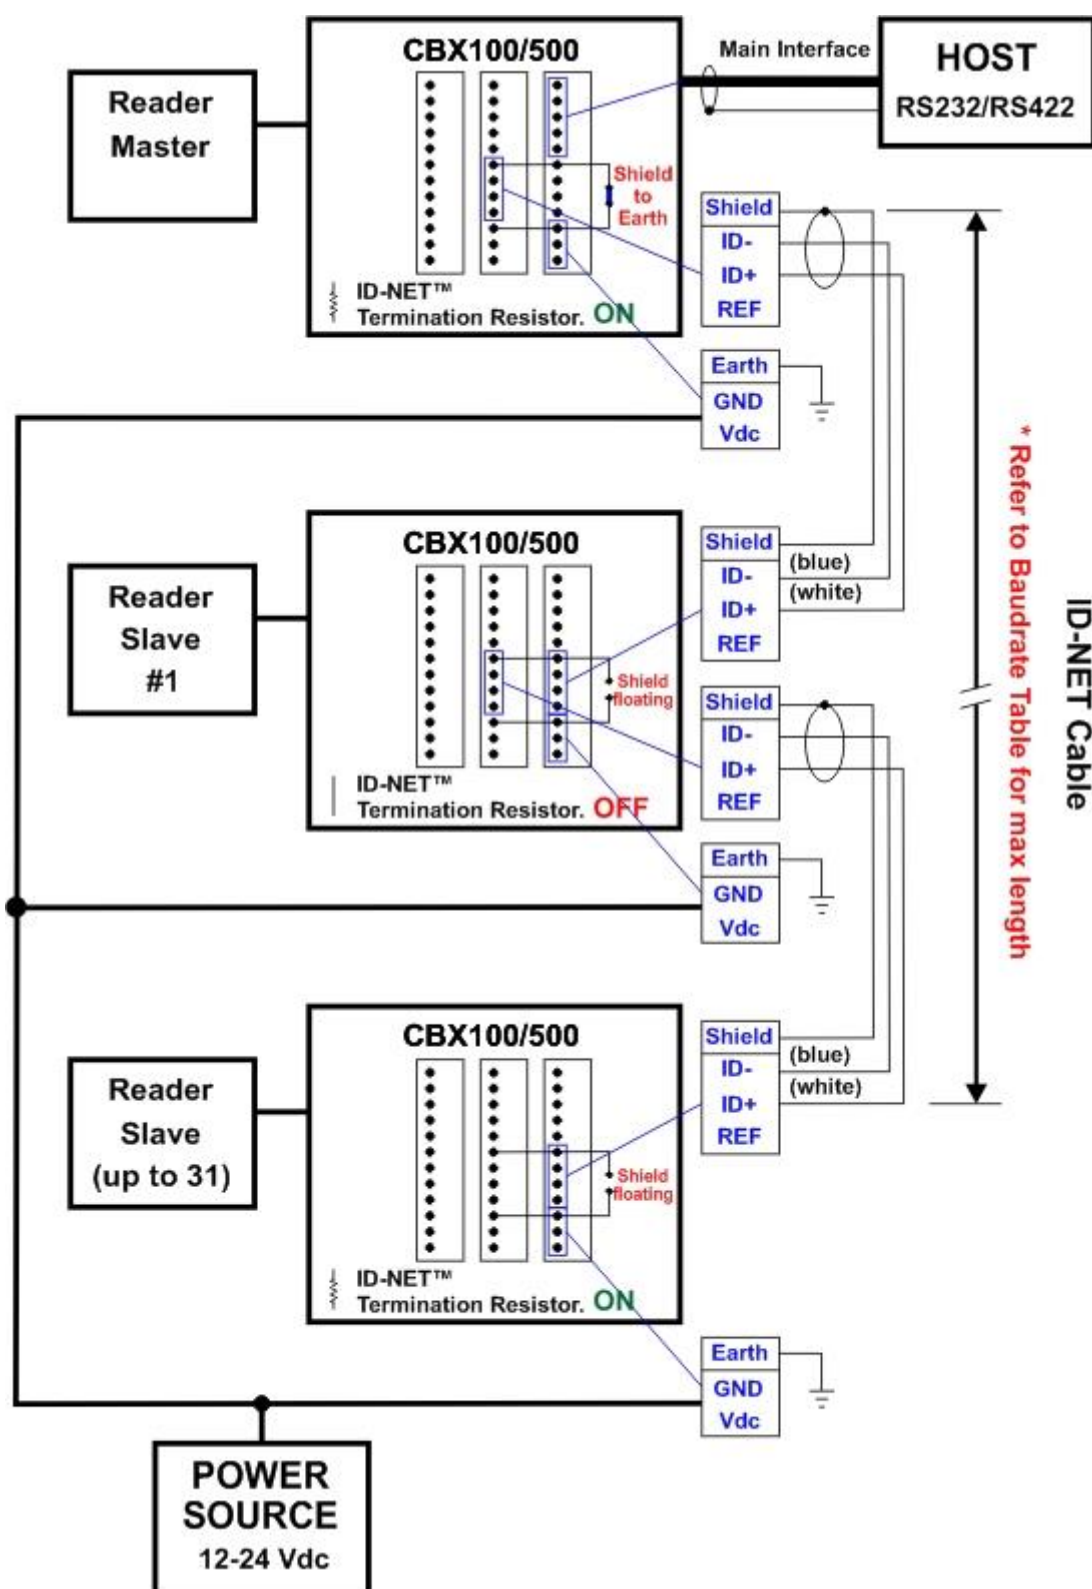 CBX100/500
Reader
Master
Main Interface
HOST
RS232/RS422
Shield
to
Earth
ID-NET™
Termination Resistor. ON
Shield
ID-
ID+
REF
Earth
GND
Vdc
CBX100/500
Reader
Slave
#1
Shield
floating
ID-NET™
Termination Resistor. OFF
Shield
ID-
ID+
REF
(blue)
(white)
Shield
ID-
ID+
REF
Earth
GND
Vdc
CBX100/500
Reader
Slave
(up to 31)
Shield
floating
ID-NET™
Termination Resistor. ON
Shield
ID-
ID+
REF
(blue)
(white)
Earth
GND
Vdc
ID-NET Cable
* Refer to Baudrate Table for max length
POWER
SOURCE
12-24 Vdc